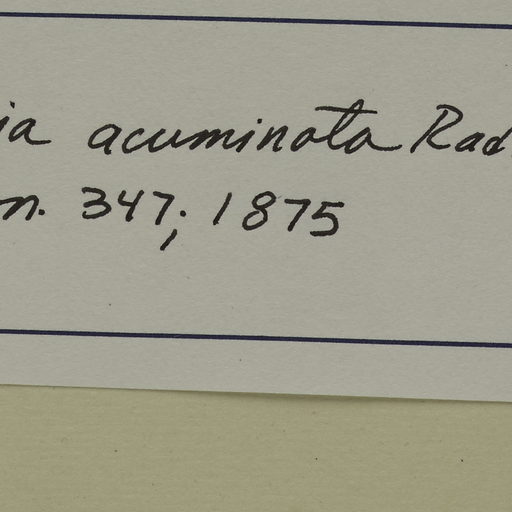 ia acuminata Rad
n. 347; 1875